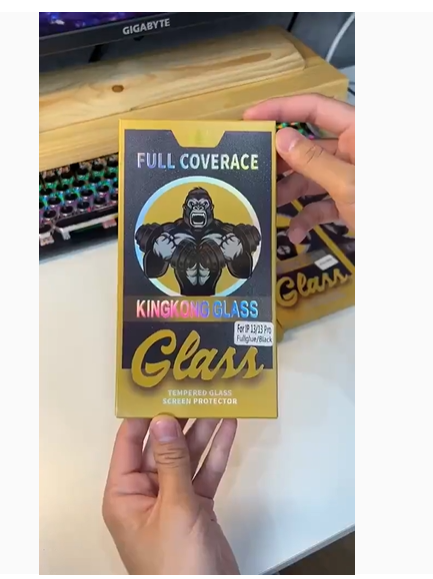 GIGABYTE
FULL COVERACE
KINGKONG GLASS
For IP 13/13 Pro
Fullglue/Black
Glass
TEMPERED GLASS
SCREEN PROTECTOR
Glass